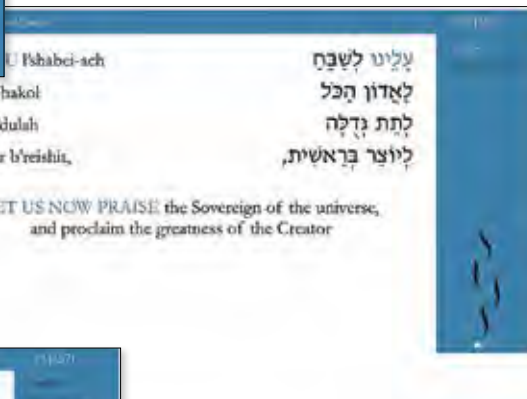 U l'shabei-ach
עָלֵינוּ לְשַׁבֵּחַ
hakol
לַאֲדוֹן הַכֹּל
dulah
לָתֵת גְּדֻלָּה
r b'reishis,
לְיוֹצֵר בְּרֵאשִׁית,
ET US NOW PRAISE the Sovereign of the universe,
and proclaim the greatness of the Creator